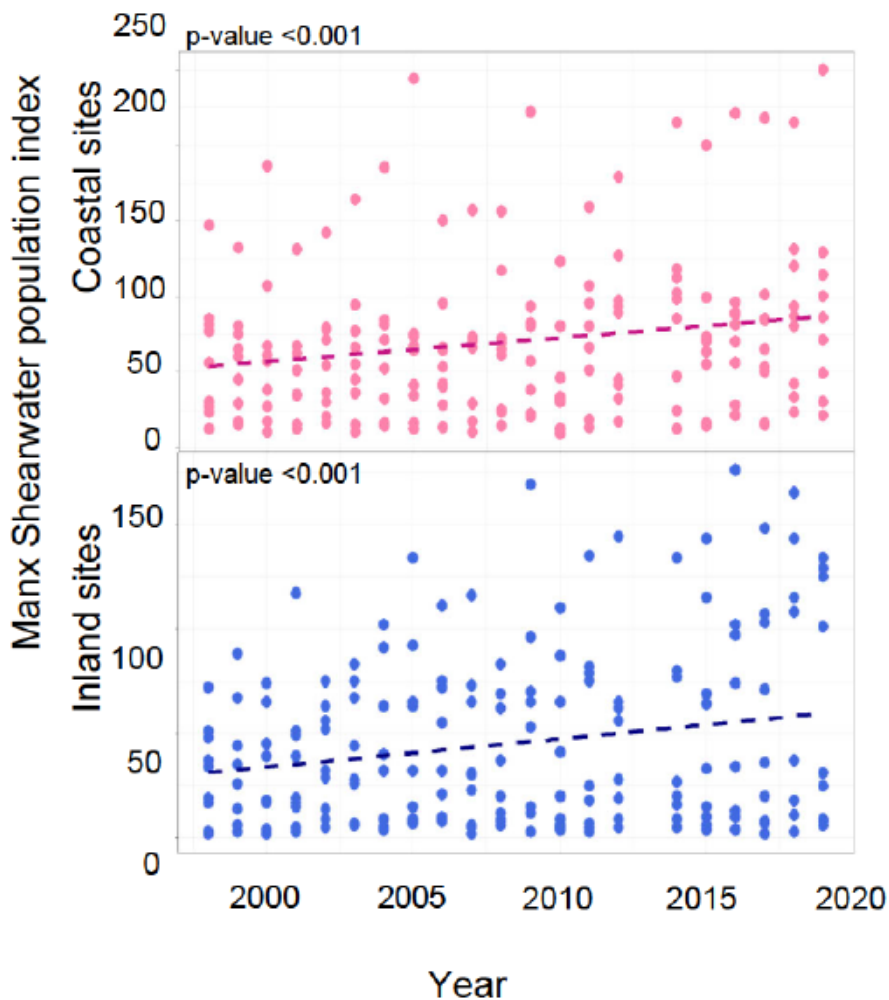 Manx Shearwater population index
Coastal sites
250
200
150
100
50
0
p-value <0.001
Inland sites
150
100
50
0
p-value <0.001
2000 2005 2010 2015 2020
Year